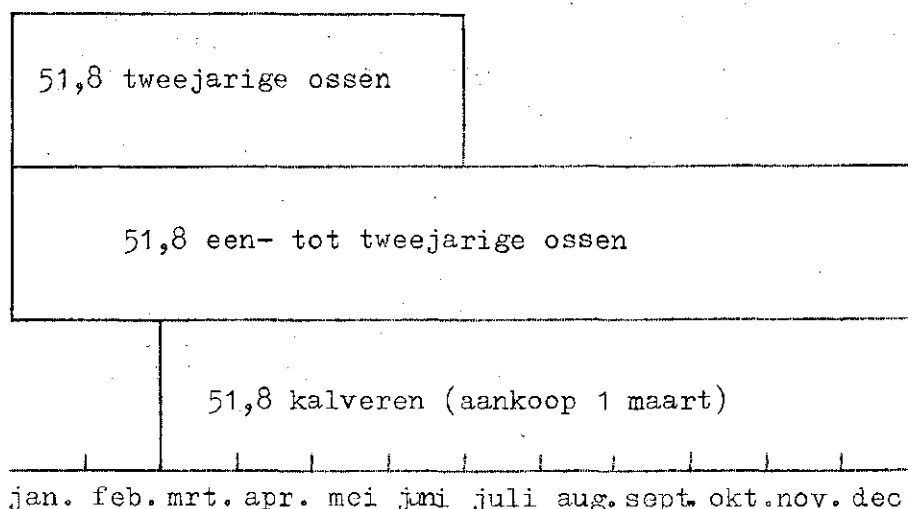 51,8 tweejarige ossen
51,8 een- tot tweejarige ossen
51,8 kalveren (aankoop 1 maart)
jan. feb. mrt. apr. mei juni juli aug. sept. okt. nov. dec